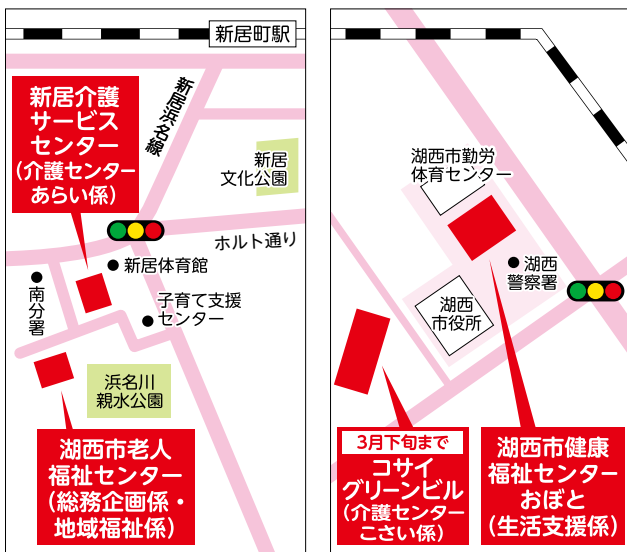 新居町駅
新居浜名線
新居介護
サービス
センター
(介護センター
あらい係)
新居
文化公園
ホルト通り
新居体育館
南分署
子育て支援
センター
浜名川
親水公園
湖西市老人
福祉センター
(総務企画係・
地域福祉係)
湖西市勤労
体育センター
湖西
警察署
湖西
市役所
3月下旬まで
コサイ
グリーンビル
(介護センター
こさい係)
湖西市健康
福祉センター
おぼと
(生活支援係)